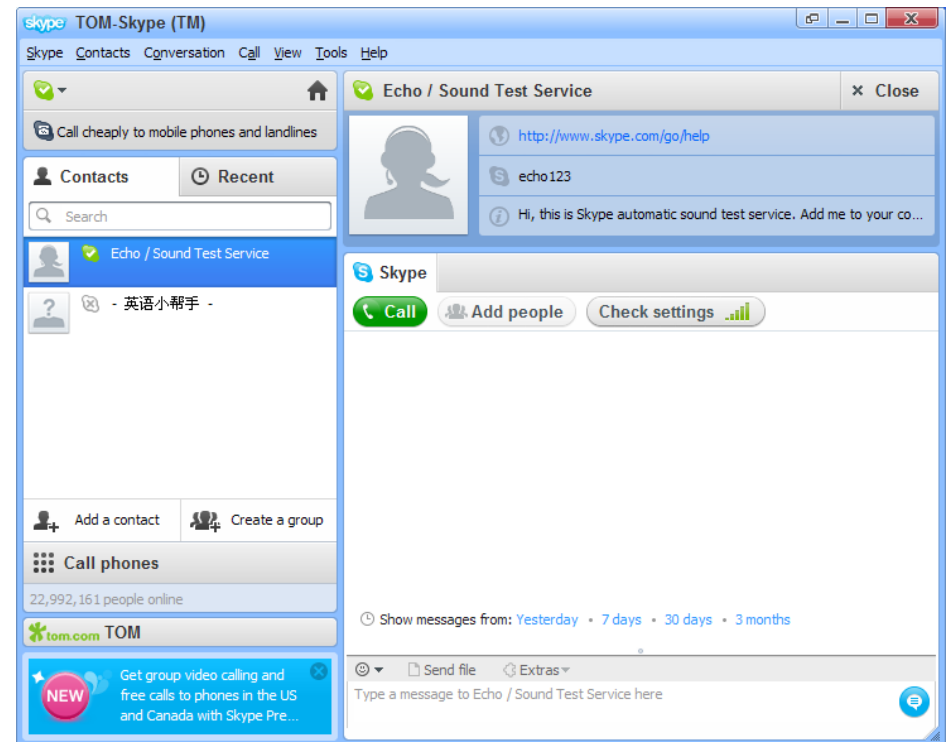 skype TOM-Skype (TM)
Skype Contacts Conversation Call View Tools Help
Call cheaply to mobile phones and landlines
Contacts Recent
Search
Echo / Sound Test Service
- 英语小帮手 -
Add a contact Create a group
Call phones
22,992,161 people online
tom.com TOM
NEW
Get group video calling and
free calls to phones in the US
and Canada with Skype Pre...
Echo / Sound Test Service × Close
http://www.skype.com/go/help
echo123
Hi, this is Skype automatic sound test service. Add me to your co...
Skype
Call Add people Check settings
Show messages from: Yesterday • 7 days • 30 days • 3 months
Send file Extras
Type a message to Echo / Sound Test Service here